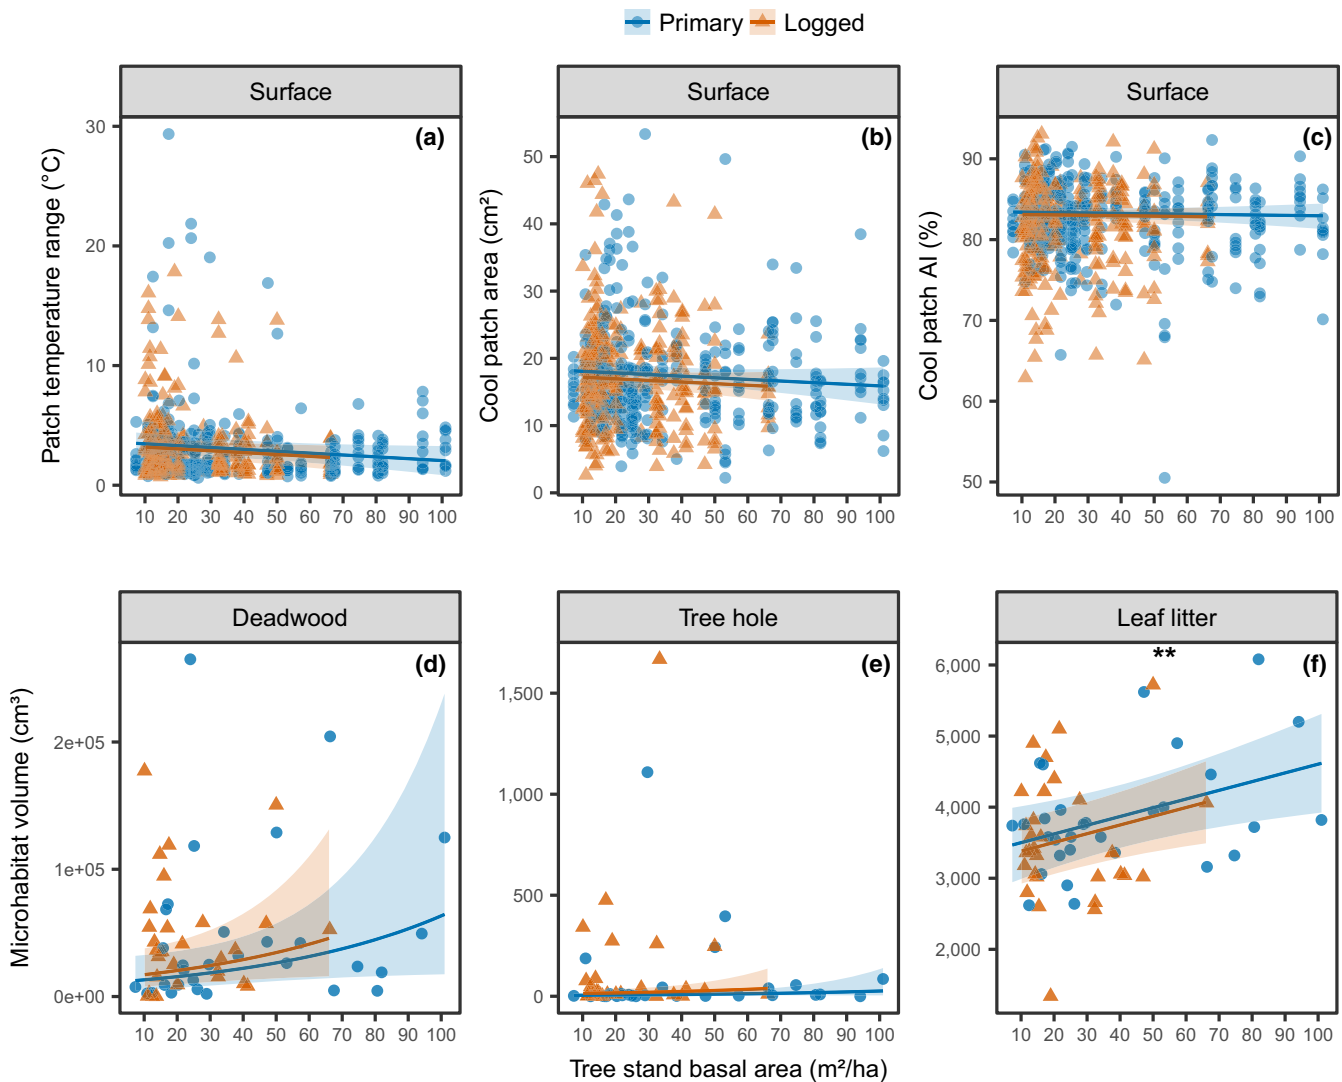 Primary Logged
Surface Surface Surface
(a) (b) (c)
Patch temperature range (°C)
30
20
10
0
10 20 30 40 50 60 70 80 90 100
Cool patch area (cm²)
50
40
30
20
10
0
10 20 30 40 50 60 70 80 90 100
Cool patch AI (%)
90
80
70
60
50
10 20 30 40 50 60 70 80 90 100
Deadwood Tree hole Leaf litter
(d) (e) ** (f)
Microhabitat volume (cm³)
2e+05
1e+05
0e+00
10 20 30 40 50 60 70 80 90 100
1,500
1,000
500
0
10 20 30 40 50 60 70 80 90 100
6,000
5,000
4,000
3,000
2,000
10 20 30 40 50 60 70 80 90 100
Tree stand basal area (m²/ha)